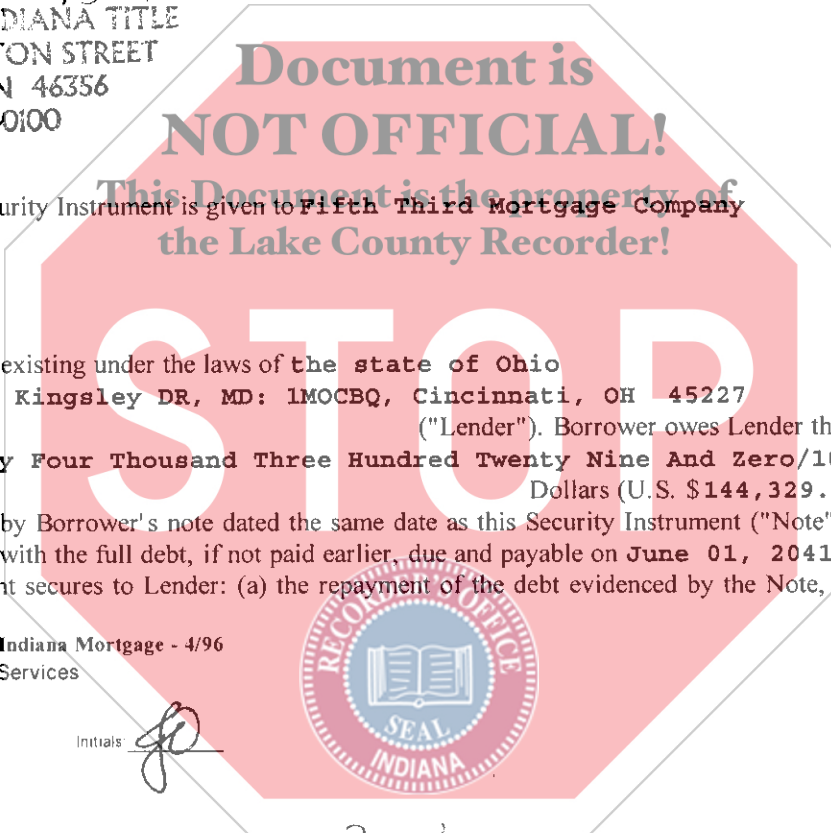 DIANA TITLE
TON STREET
N 46356
0100
Document is
NOT OFFICIAL!
This Document is the property of
urity Instrument is given to Fifth Third Mortgage Company
the Lake County Recorder!
STOP
existing under the laws of the state of Ohio
Kingsley DR, MD: 1MOCBQ, Cincinnati, OH 45227
("Lender"). Borrower owes Lender th
y Four Thousand Three Hundred Twenty Nine And Zero/10
Dollars (U.S. $144,329.
by Borrower's note dated the same date as this Security Instrument ("Note"
with the full debt, if not paid earlier, due and payable on June 01, 2041
nt secures to Lender: (a) the repayment of the debt evidenced by the Note,
RECORDER'S OFFICE
SEAL
INDIANA
Indiana Mortgage - 4/96
Services
Initials: